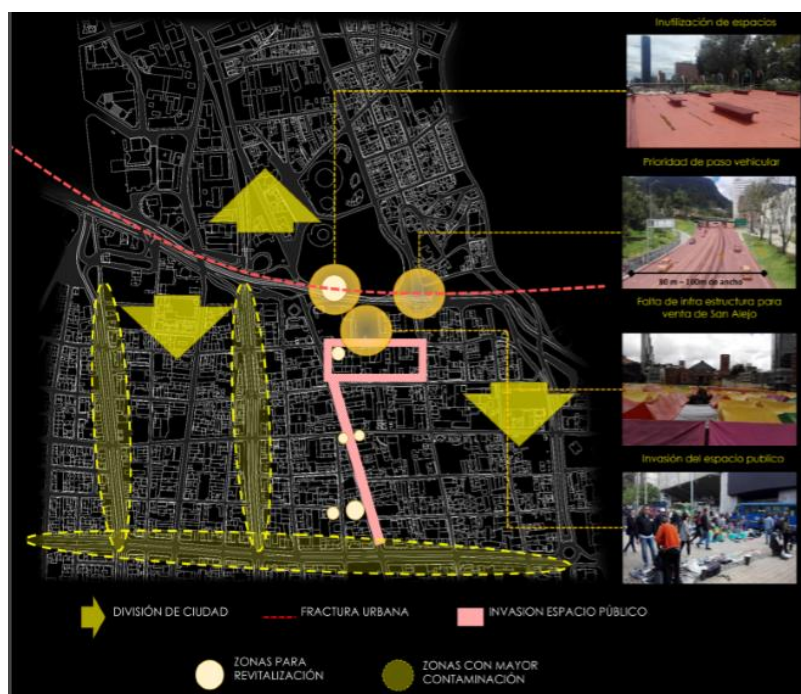 Inutilización de espacios
Prioridad de paso vehicular
80 m – 100m de ancho
Falta de infra estructura para
venta de San Alejo
Invasión del espacio publico
DIVISIÓN DE CIUDAD
FRACTURA URBANA
INVASION ESPACIO PÚBLICO
ZONAS PARA
REVITALIZACIÓN
ZONAS CON MAYOR
CONTAMINACIÓN